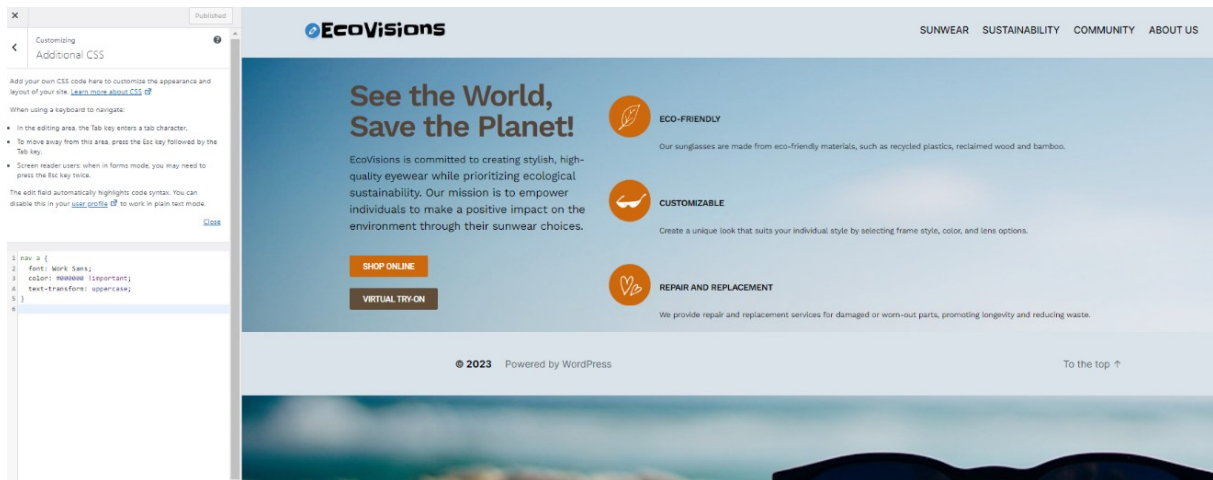 Published
Customizing
Additional CSS
Add your own CSS code here to customize the appearance and
layout of your site. Learn more about CSS
When using a keyboard to navigate:
In the editing area, the Tab key enters a tab character.
To move away from this area, press the Esc key followed by the
Tab key.
Screen reader users: when in forms mode, you may need to
press the Esc key twice.
The edit field automatically highlights code syntax. You can
disable this in your user profile to work in plain text mode.
Close
1 nav a {
2 font: Work Sans;
3 color: #000000 !important;
4 text-transform: uppercase;
5 }
6
EcoVisions
SUNWEAR SUSTAINABILITY COMMUNITY ABOUT US
See the World,
Save the Planet!
EcoVisions is committed to creating stylish, high-
quality eyewear while prioritizing ecological
sustainability. Our mission is to empower
individuals to make a positive impact on the
environment through their sunwear choices.
SHOP ONLINE
VIRTUAL TRY-ON
ECO-FRIENDLY
Our sunglasses are made from eco-friendly materials, such as recycled plastics, reclaimed wood and bamboo.
CUSTOMIZABLE
Create a unique look that suits your individual style by selecting frame style, color, and lens options.
REPAIR AND REPLACEMENT
We provide repair and replacement services for damaged or worn-out parts, promoting longevity and reducing waste.
© 2023 Powered by WordPress
To the top ↑